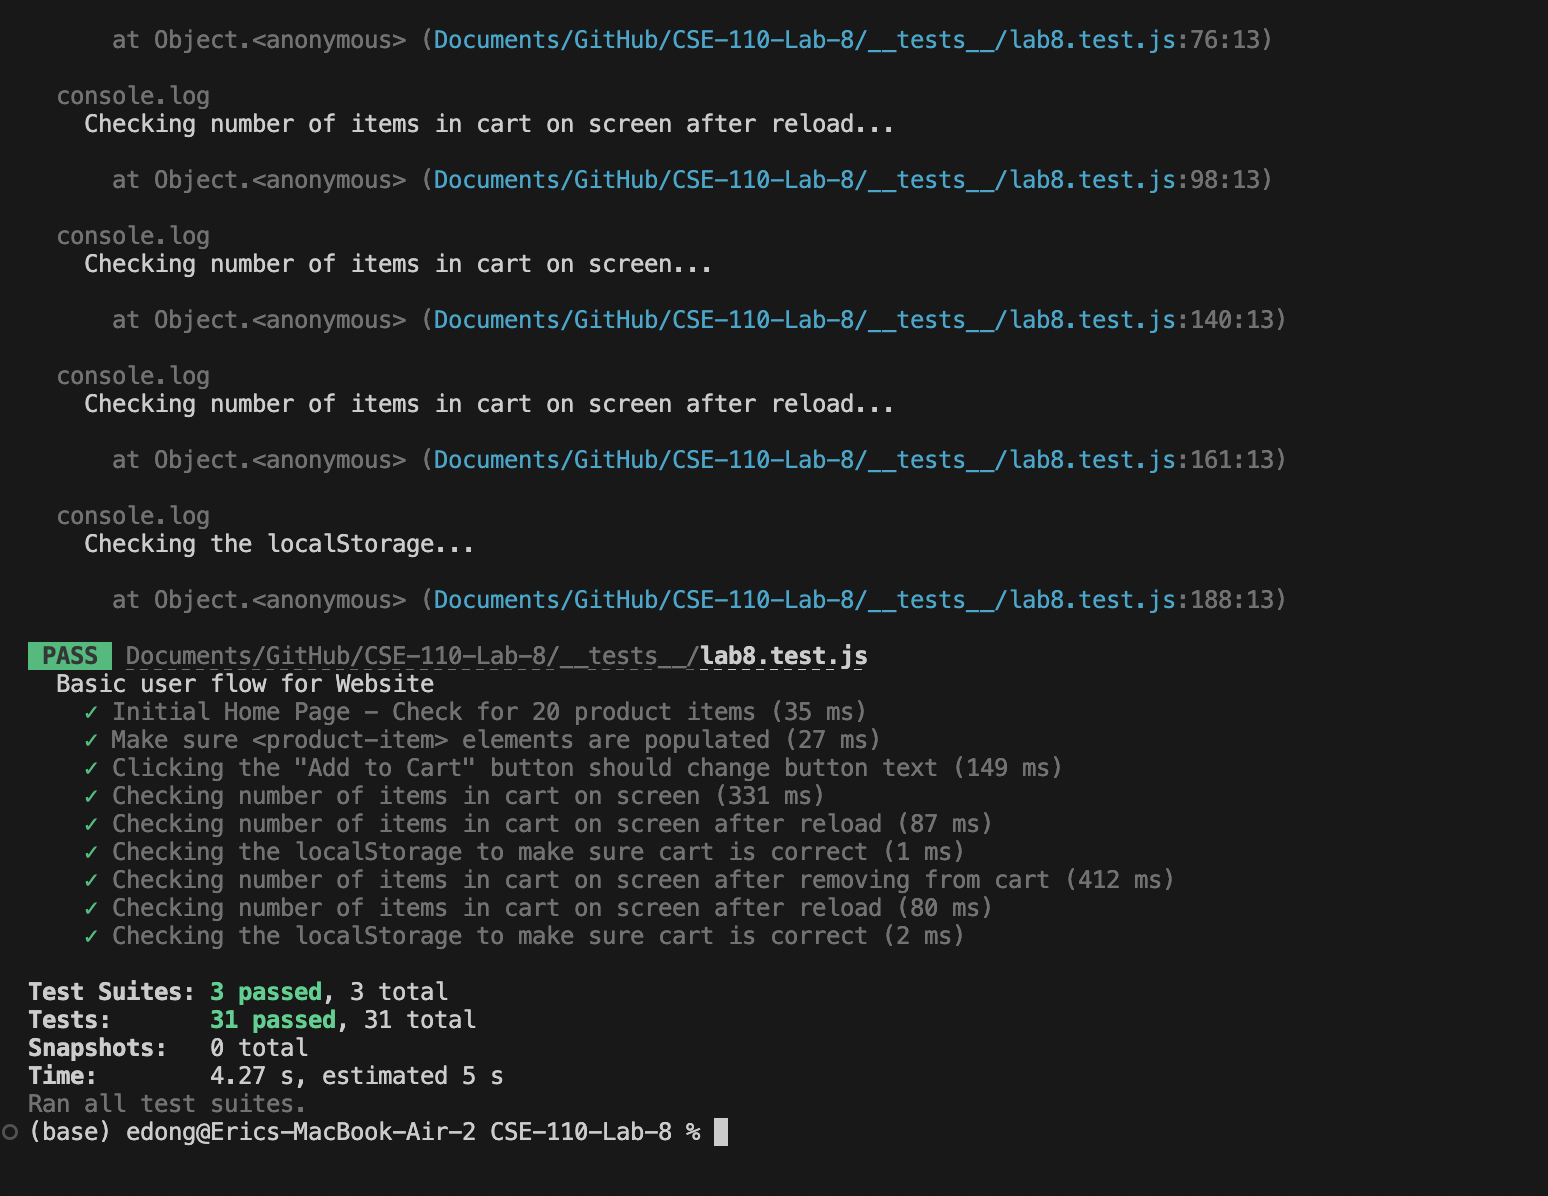 at Object.<anonymous> (Documents/GitHub/CSE-110-Lab-8/__tests__/lab8.test.js:76:13)
console.log
Checking number of items in cart on screen after reload...
at Object.<anonymous> (Documents/GitHub/CSE-110-Lab-8/__tests__/lab8.test.js:98:13)
console.log
Checking number of items in cart on screen...
at Object.<anonymous> (Documents/GitHub/CSE-110-Lab-8/__tests__/lab8.test.js:140:13)
console.log
Checking number of items in cart on screen after reload...
at Object.<anonymous> (Documents/GitHub/CSE-110-Lab-8/__tests__/lab8.test.js:161:13)
console.log
Checking the localStorage...
at Object.<anonymous> (Documents/GitHub/CSE-110-Lab-8/__tests__/lab8.test.js:188:13)
PASS Documents/GitHub/CSE-110-Lab-8/__tests__/lab8.test.js
Basic user flow for Website
✓ Initial Home Page - Check for 20 product items (35 ms)
✓ Make sure <product-item> elements are populated (27 ms)
✓ Clicking the "Add to Cart" button should change button text (149 ms)
✓ Checking number of items in cart on screen (331 ms)
✓ Checking number of items in cart on screen after reload (87 ms)
✓ Checking the localStorage to make sure cart is correct (1 ms)
✓ Checking number of items in cart on screen after removing from cart (412 ms)
✓ Checking number of items in cart on screen after reload (80 ms)
✓ Checking the localStorage to make sure cart is correct (2 ms)
Test Suites: 3 passed, 3 total
Tests: 31 passed, 31 total
Snapshots: 0 total
Time: 4.27 s, estimated 5 s
Ran all test suites.
(base) edong@Erics-MacBook-Air-2 CSE-110-Lab-8 %